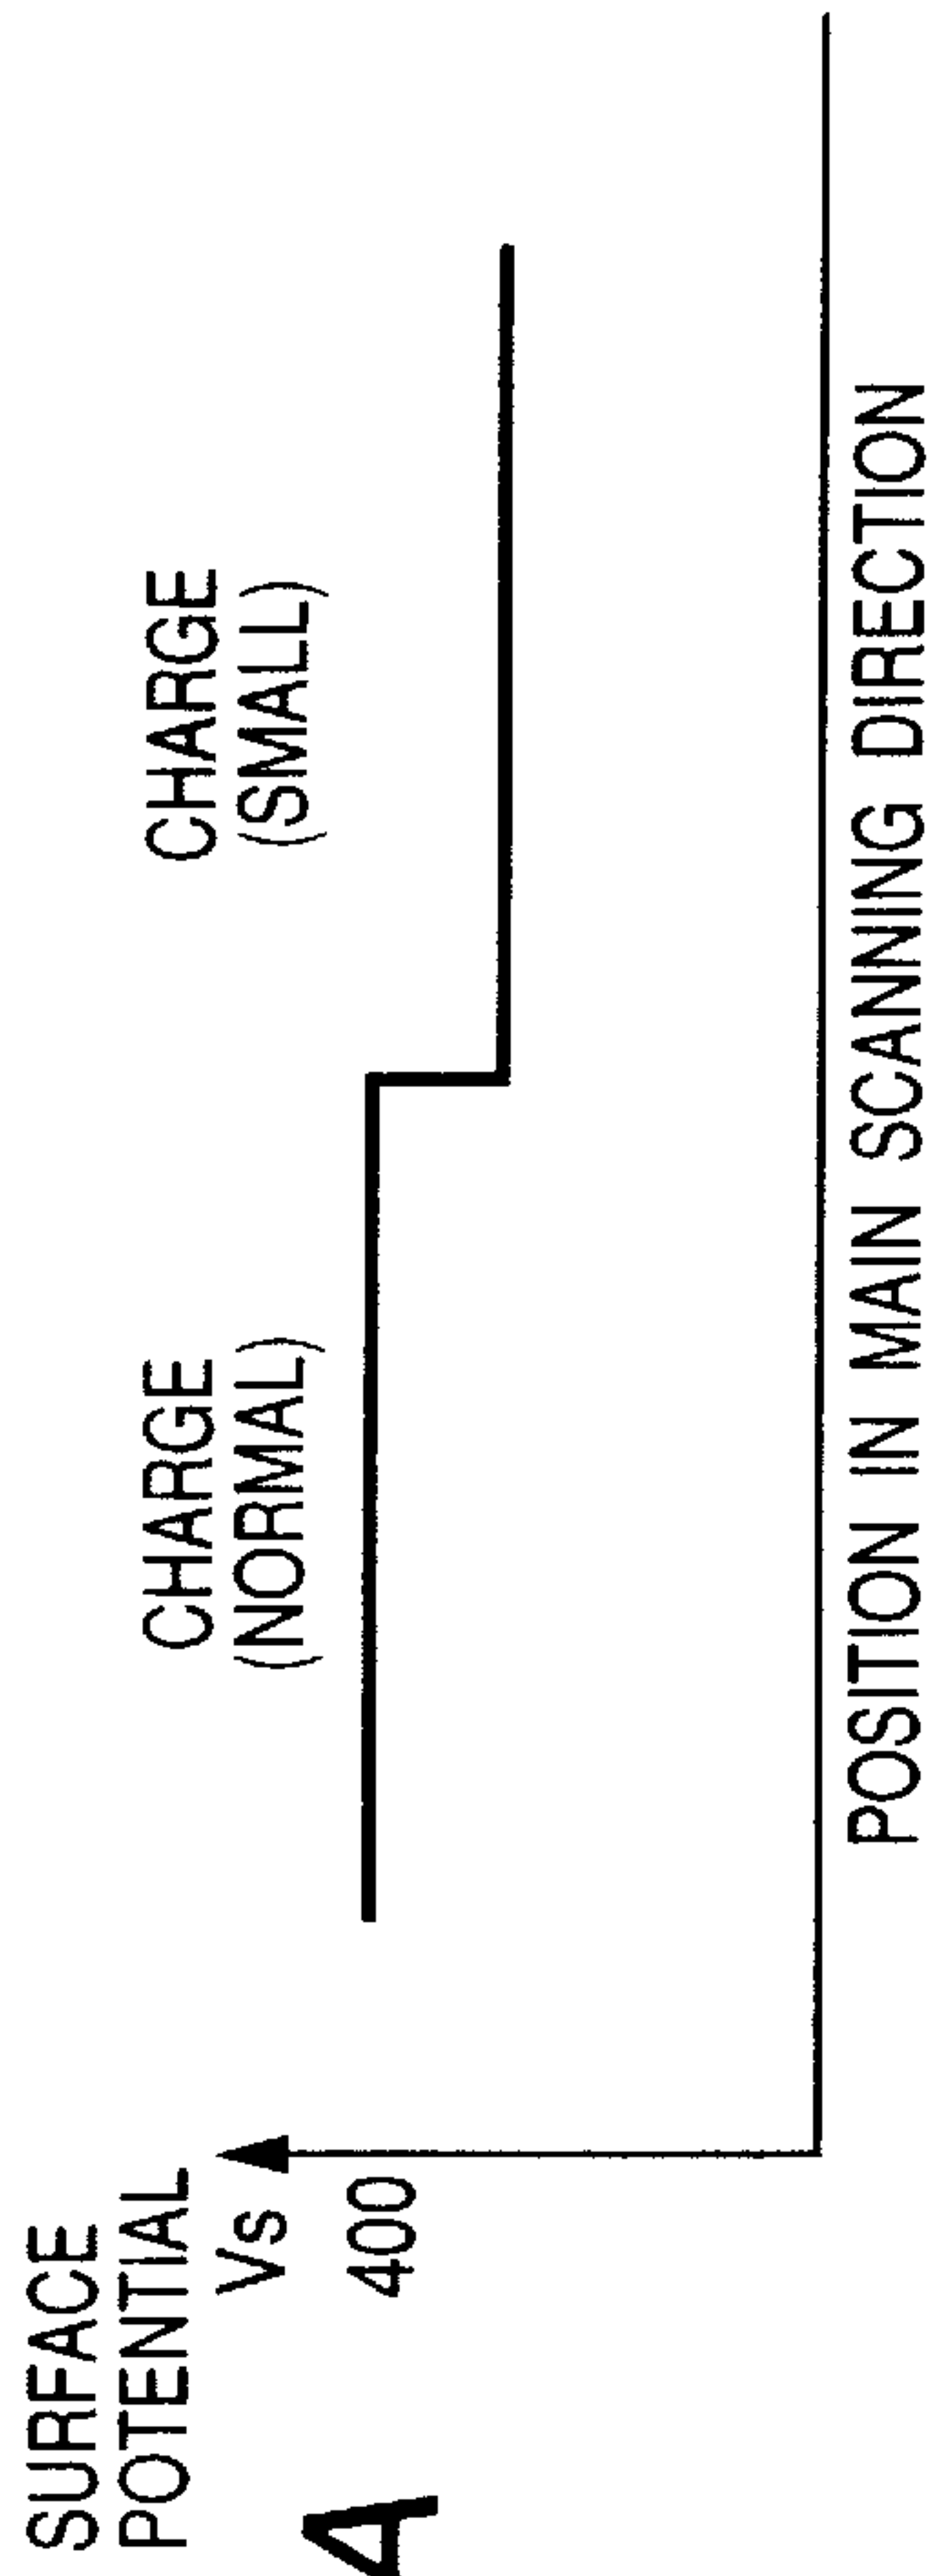 SURFACE
POTENTIAL
Vs
400
A
CHARGE
(NORMAL)
CHARGE
(SMALL)
POSITION IN MAIN SCANNING DIRECTION